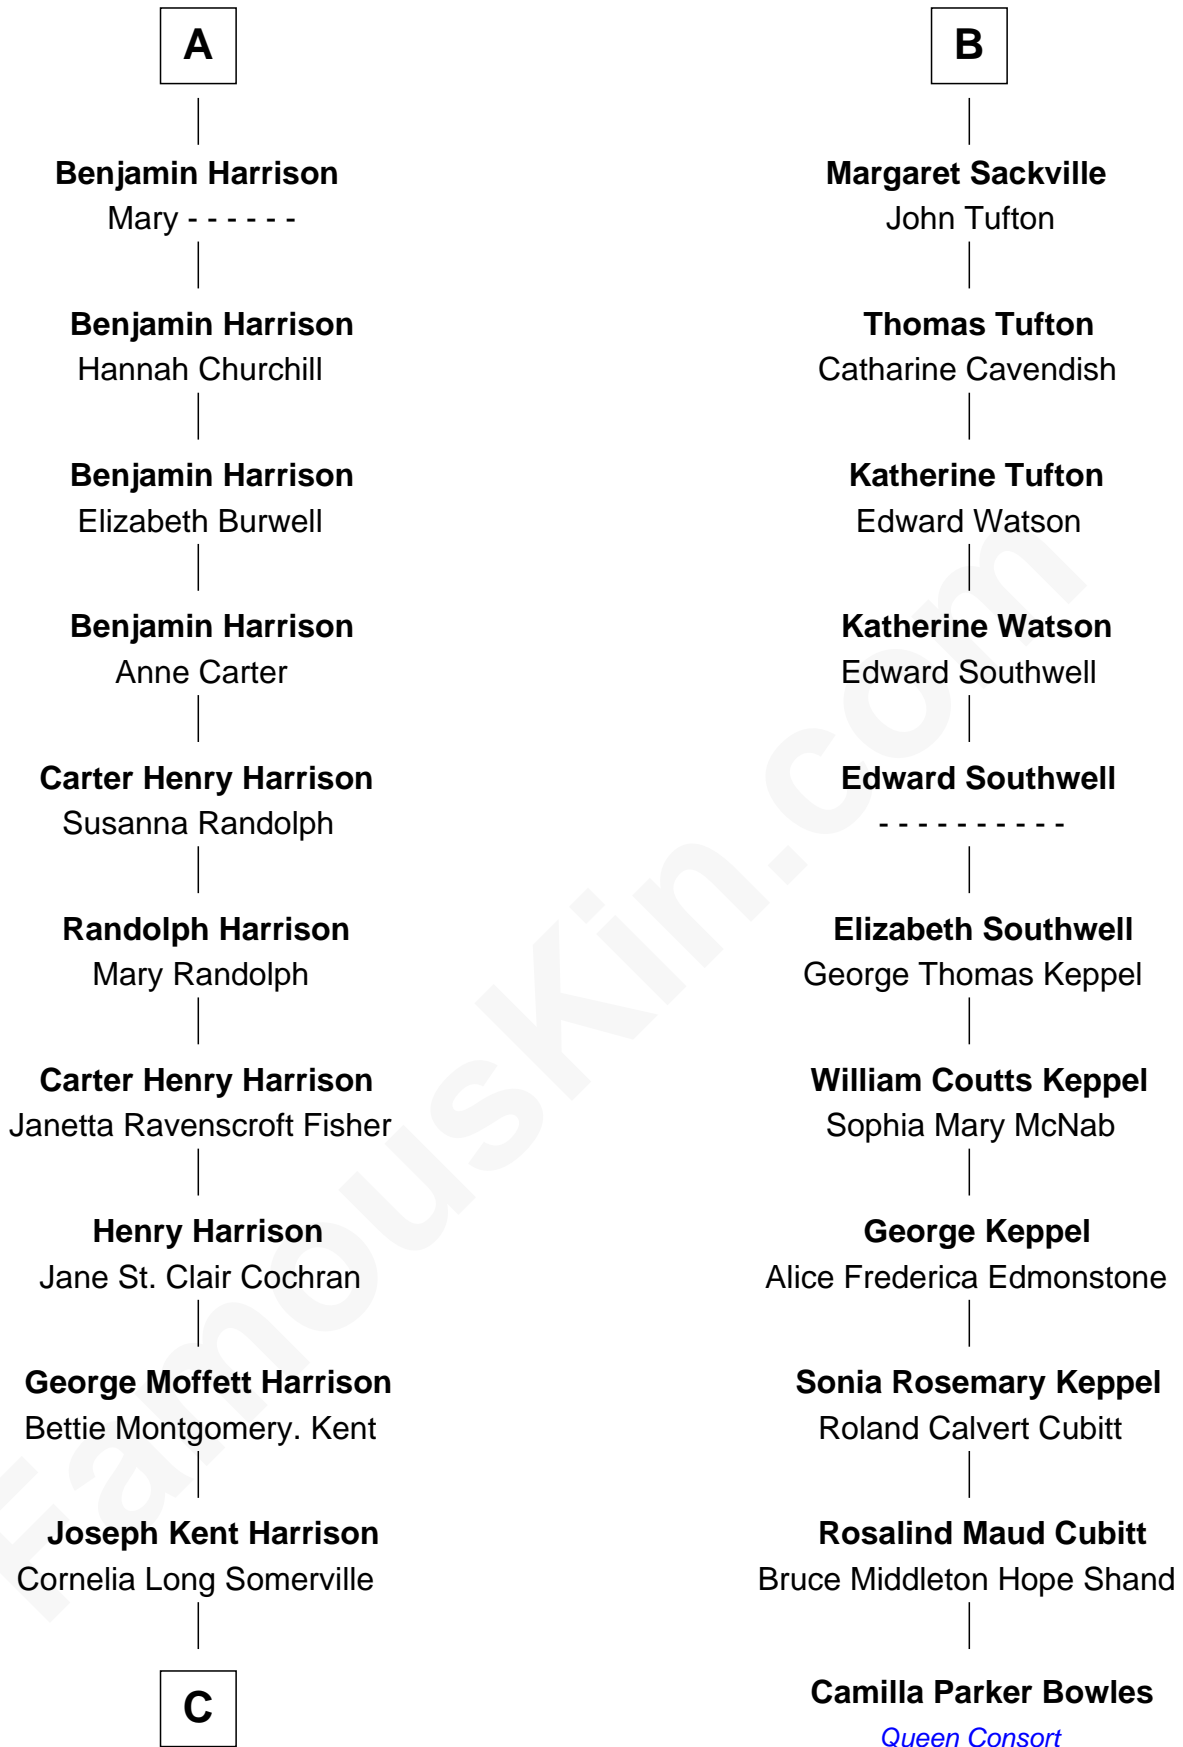 A
Benjamin Harrison
Mary - - - - - -
Benjamin Harrison
Hannah Churchill
Benjamin Harrison
Elizabeth Burwell
Benjamin Harrison
Anne Carter
Carter Henry Harrison
Susanna Randolph
Randolph Harrison
Mary Randolph
Carter Henry Harrison
Janetta Ravenscroft Fisher
Henry Harrison
Jane St. Clair Cochran
George Moffett Harrison
Bettie Montgomery. Kent
Joseph Kent Harrison
Cornelia Long Somerville
C
B
Margaret Sackville
John Tufton
Thomas Tufton
Catharine Cavendish
Katherine Tufton
Edward Watson
Katherine Watson
Edward Southwell
Edward Southwell
- - - - - - - - - -
Elizabeth Southwell
George Thomas Keppel
William Coutts Keppel
Sophia Mary McNab
George Keppel
Alice Frederica Edmonstone
Sonia Rosemary Keppel
Roland Calvert Cubitt
Rosalind Maud Cubitt
Bruce Middleton Hope Shand
Camilla Parker Bowles
Queen Consort
FamousKin.com